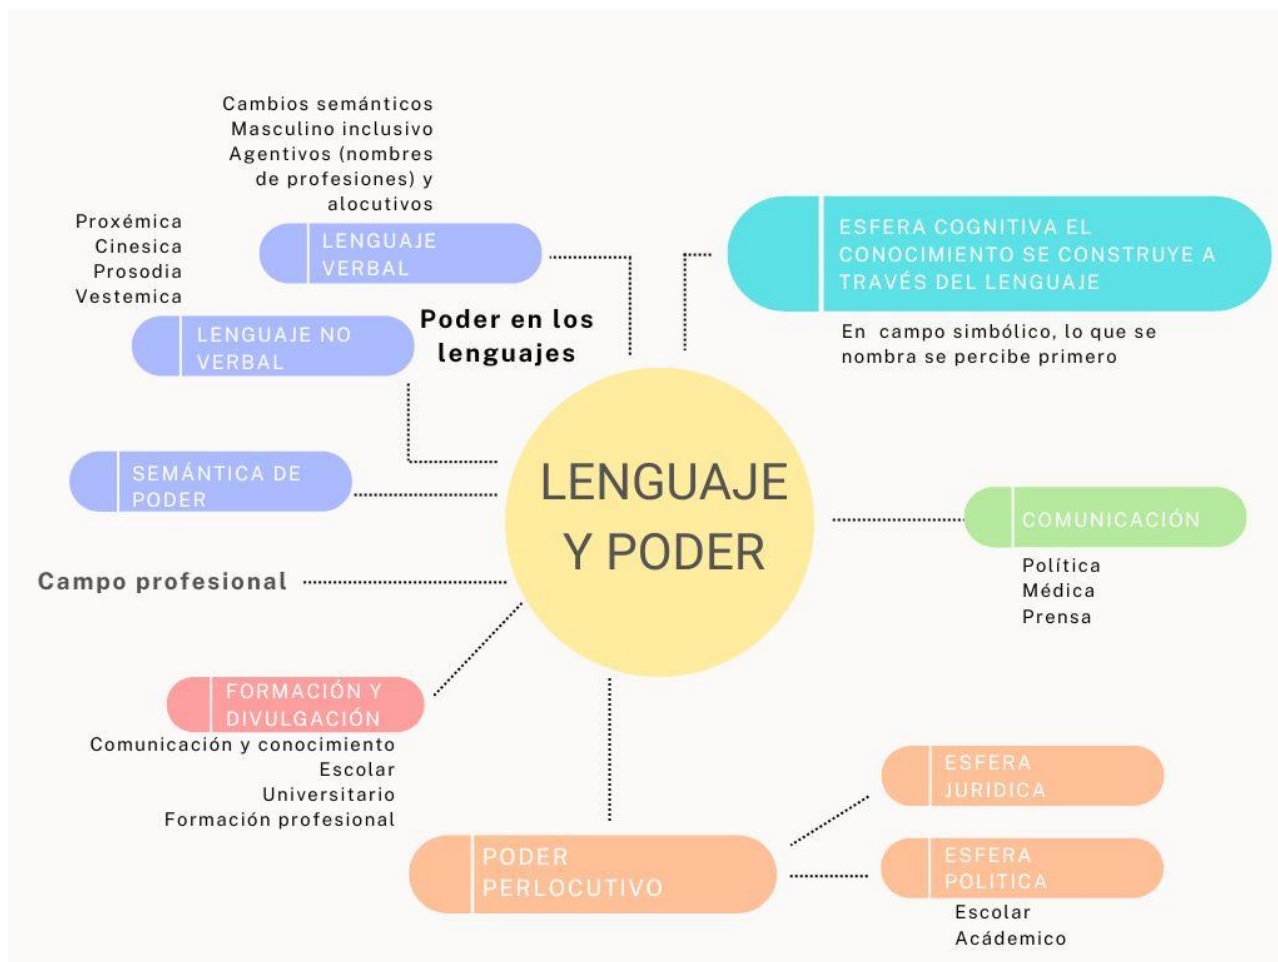 Cambios semánticos
Masculino inclusivo
Agentivos (nombres
de profesiones) y
alocutivos
LENGUAJE
VERBAL
Proxémica
Cinesica
Prosodia
Vestemica
LENGUAJE NO
VERBAL
Poder en los
lenguajes
ESFERA COGNITIVA EL
CONOCIMIENTO SE CONSTRUYE A
TRAVÉS DEL LENGUAJE
En campo simbólico, lo que se
nombra se percibe primero
SEMÁNTICA DE
PODER
LENGUAJE
Y PODER
COMUNICACIÓN
Política
Médica
Prensa
Campo profesional
FORMACIÓN Y
DIVULGACIÓN
Comunicación y conocimiento
Escolar
Universitario
Formación profesional
PODER
PERLOCUTIVO
ESFERA
JURIDICA
ESFERA
POLITICA
Escolar
Acádemico